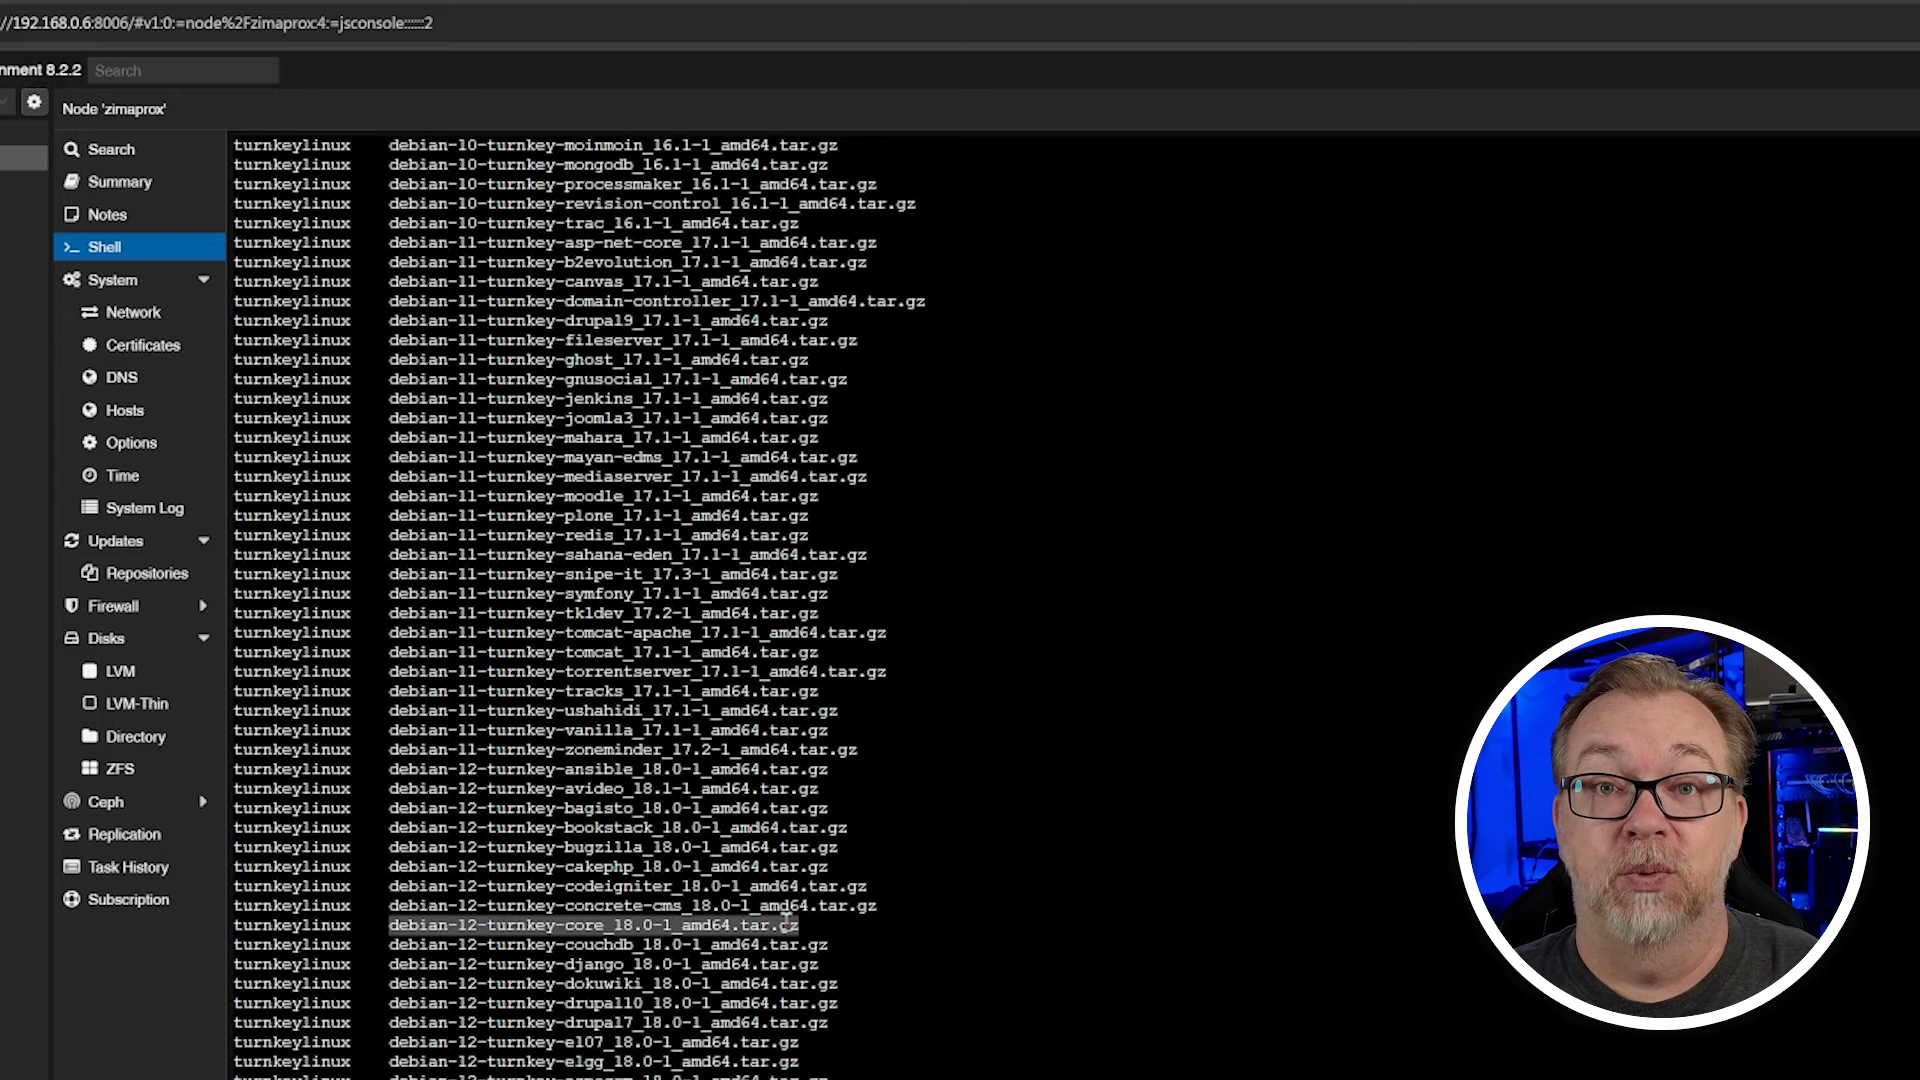 //192.168.0.6:8006/#v1:0:=node%2Fzimaprox:4:=jsconsole::::::2
nment 8.2.2
Search
Node 'zimaprox'
Search
Summary
Notes
Shell
System
Network
Certificates
DNS
Hosts
Options
Time
System Log
Updates
Repositories
Firewall
Disks
LVM
LVM-Thin
Directory
ZFS
Ceph
Replication
Task History
Subscription
turnkeylinux debian-10-turnkey-moinmoin_16.1-1_amd64.tar.gz
turnkeylinux debian-10-turnkey-mongodb_16.1-1_amd64.tar.gz
turnkeylinux debian-10-turnkey-processmaker_16.1-1_amd64.tar.gz
turnkeylinux debian-10-turnkey-revision-control_16.1-1_amd64.tar.gz
turnkeylinux debian-10-turnkey-trac_16.1-1_amd64.tar.gz
turnkeylinux debian-11-turnkey-asp-net-core_17.1-1_amd64.tar.gz
turnkeylinux debian-11-turnkey-b2evolution_17.1-1_amd64.tar.gz
turnkeylinux debian-11-turnkey-canvas_17.1-1_amd64.tar.gz
turnkeylinux debian-11-turnkey-domain-controller_17.1-1_amd64.tar.gz
turnkeylinux debian-11-turnkey-drupal9_17.1-1_amd64.tar.gz
turnkeylinux debian-11-turnkey-fileserver_17.1-1_amd64.tar.gz
turnkeylinux debian-11-turnkey-ghost_17.1-1_amd64.tar.gz
turnkeylinux debian-11-turnkey-gnusocial_17.1-1_amd64.tar.gz
turnkeylinux debian-11-turnkey-jenkins_17.1-1_amd64.tar.gz
turnkeylinux debian-11-turnkey-joomla3_17.1-1_amd64.tar.gz
turnkeylinux debian-11-turnkey-mahara_17.1-1_amd64.tar.gz
turnkeylinux debian-11-turnkey-mayan-edms_17.1-1_amd64.tar.gz
turnkeylinux debian-11-turnkey-mediaserver_17.1-1_amd64.tar.gz
turnkeylinux debian-11-turnkey-moodle_17.1-1_amd64.tar.gz
turnkeylinux debian-11-turnkey-plone_17.1-1_amd64.tar.gz
turnkeylinux debian-11-turnkey-redis_17.1-1_amd64.tar.gz
turnkeylinux debian-11-turnkey-sahana-eden_17.1-1_amd64.tar.gz
turnkeylinux debian-11-turnkey-snipe-it_17.3-1_amd64.tar.gz
turnkeylinux debian-11-turnkey-symfony_17.1-1_amd64.tar.gz
turnkeylinux debian-11-turnkey-tkldev_17.2-1_amd64.tar.gz
turnkeylinux debian-11-turnkey-tomcat-apache_17.1-1_amd64.tar.gz
turnkeylinux debian-11-turnkey-tomcat_17.1-1_amd64.tar.gz
turnkeylinux debian-11-turnkey-torrentserver_17.1-1_amd64.tar.gz
turnkeylinux debian-11-turnkey-tracks_17.1-1_amd64.tar.gz
turnkeylinux debian-11-turnkey-ushahidi_17.1-1_amd64.tar.gz
turnkeylinux debian-11-turnkey-vanilla_17.1-1_amd64.tar.gz
turnkeylinux debian-11-turnkey-zoneminder_17.2-1_amd64.tar.gz
turnkeylinux debian-12-turnkey-ansible_18.0-1_amd64.tar.gz
turnkeylinux debian-12-turnkey-avideo_18.1-1_amd64.tar.gz
turnkeylinux debian-12-turnkey-bagisto_18.0-1_amd64.tar.gz
turnkeylinux debian-12-turnkey-bookstack_18.0-1_amd64.tar.gz
turnkeylinux debian-12-turnkey-bugzilla_18.0-1_amd64.tar.gz
turnkeylinux debian-12-turnkey-cakephp_18.0-1_amd64.tar.gz
turnkeylinux debian-12-turnkey-codeigniter_18.0-1_amd64.tar.gz
turnkeylinux debian-12-turnkey-concrete-cms_18.0-1_amd64.tar.gz
turnkeylinux debian-12-turnkey-core_18.0-1_amd64.tar.gz
turnkeylinux debian-12-turnkey-couchdb_18.0-1_amd64.tar.gz
turnkeylinux debian-12-turnkey-django_18.0-1_amd64.tar.gz
turnkeylinux debian-12-turnkey-dokuwiki_18.0-1_amd64.tar.gz
turnkeylinux debian-12-turnkey-drupal10_18.0-1_amd64.tar.gz
turnkeylinux debian-12-turnkey-drupal7_18.0-1_amd64.tar.gz
turnkeylinux debian-12-turnkey-e107_18.0-1_amd64.tar.gz
turnkeylinux debian-12-turnkey-elgg_18.0-1_amd64.tar.gz